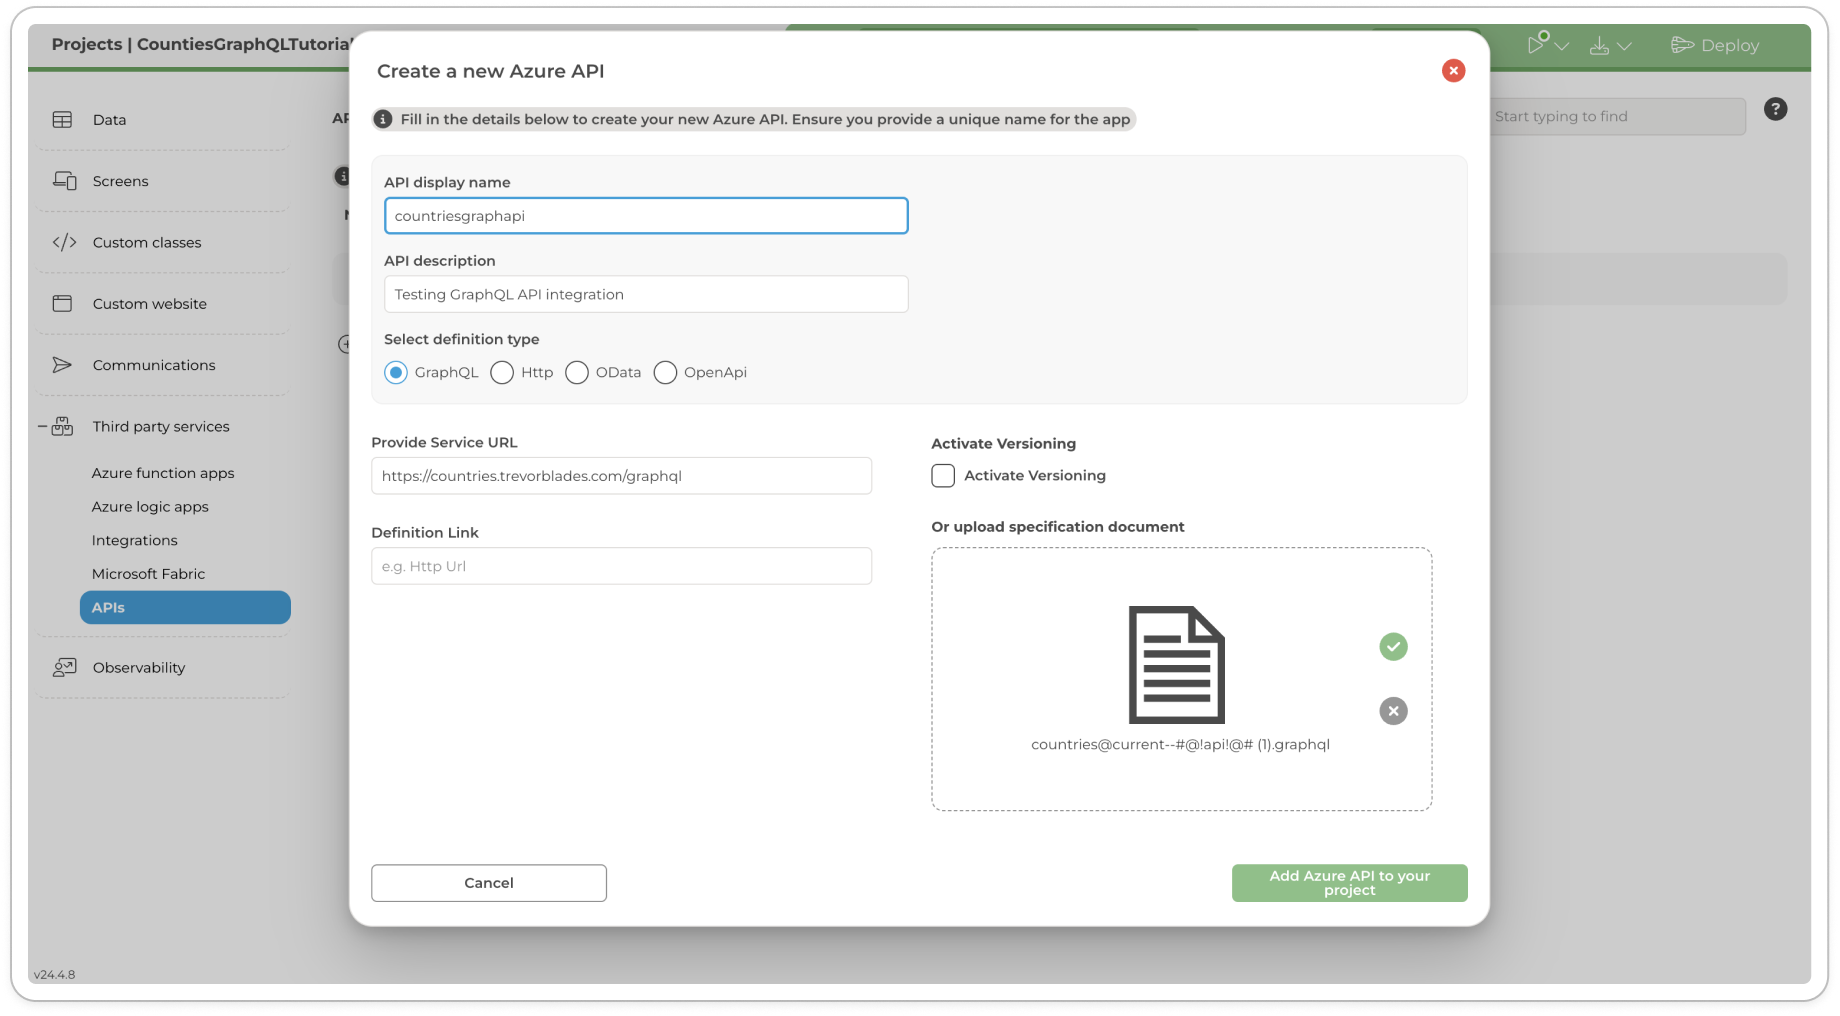 Projects | CountiesGraphQLTutorial
Deploy
Create a new Azure API
Fill in the details below to create your new Azure API. Ensure you provide a unique name for the app
Start typing to find
Data
Screens
Custom classes
Custom website
Communications
Third party services
Azure function apps
Azure logic apps
Integrations
Microsoft Fabric
APIs
Observability
API display name
countriesgraphapi
API description
Testing GraphQL API integration
Select definition type
GraphQL Http OData OpenApi
Provide Service URL
https://countries.trevorblades.com/graphql
Definition Link
e.g. Http Url
Activate Versioning
Activate Versioning
Or upload specification document
countries@current--#@!api!@# (1).graphql
Cancel
Add Azure API to your
project
v24.4.8